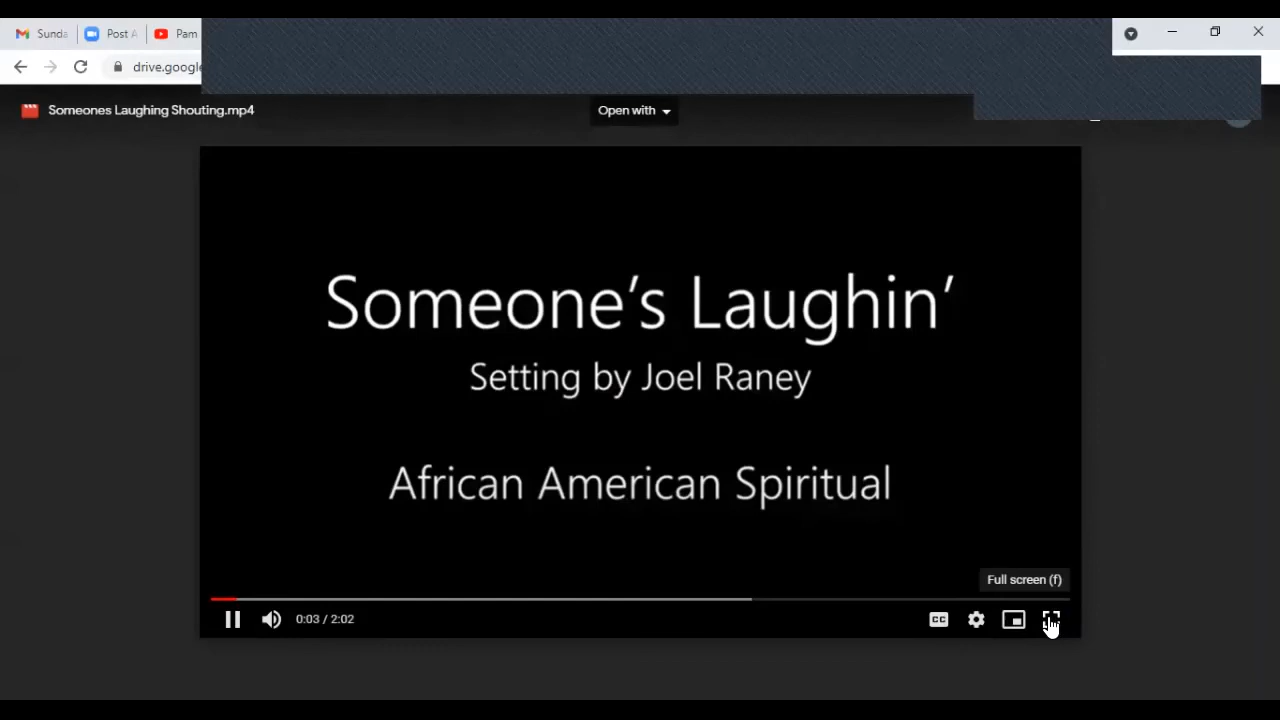 Sunda
Post A
Pam
drive.google
Someones Laughing Shouting.mp4
Open with
Someone's Laughin'
Setting by Joel Raney
African American Spiritual
Full screen (f)
0:03 / 2:02
CC